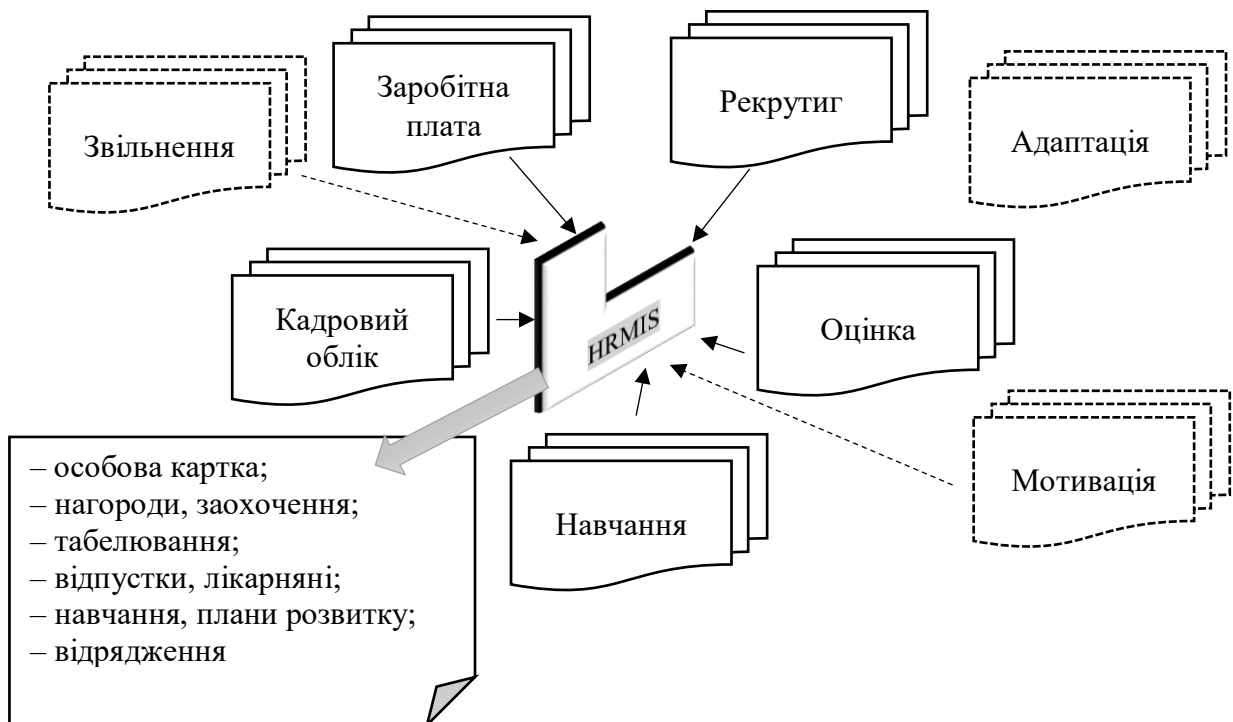 Заробітна
плата
Рекрутиг
Звільнення
Адаптація
Кадровий
облік
HRMIS
Оцінка
Навчання
Мотивація
– особова картка;
– нагороди, заохочення;
– табелювання;
– відпустки, лікарняні;
– навчання, плани розвитку;
– відрядження